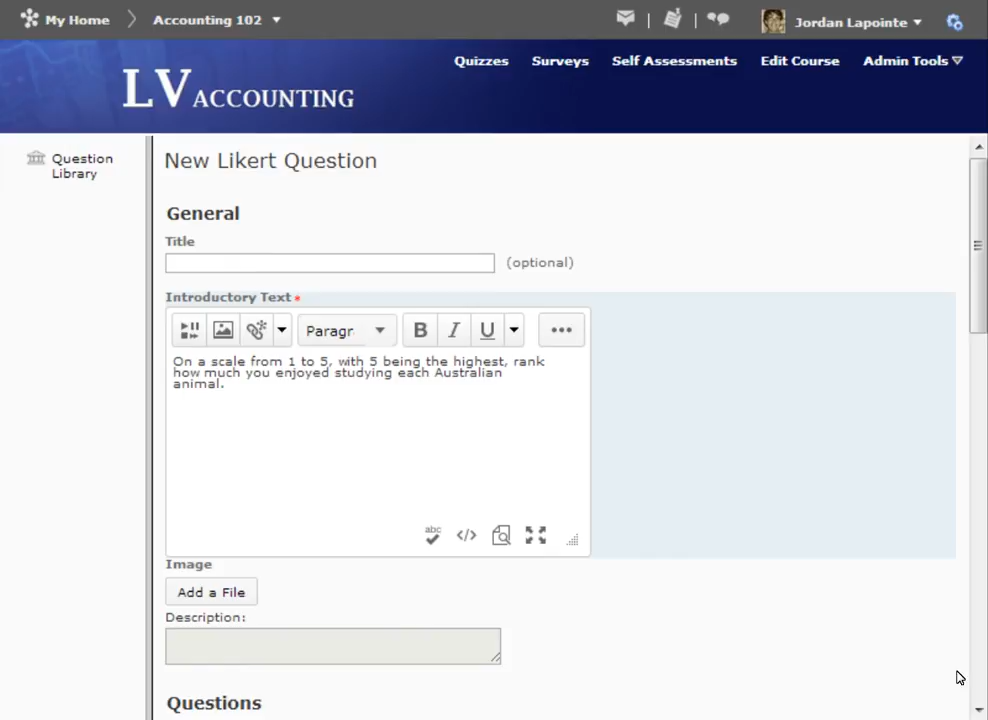 My Home Accounting 102 Jordan Lapointe
Quizzes Surveys Self Assessments Edit Course Admin Tools
LV ACCOUNTING
Question
Library
New Likert Question
General
Title
(optional)
Introductory Text *
Paragr B I U •••
On a scale from 1 to 5, with 5 being the highest, rank
how much you enjoyed studying each Australian
animal.
abc </>
Image
Add a File
Description:
Questions